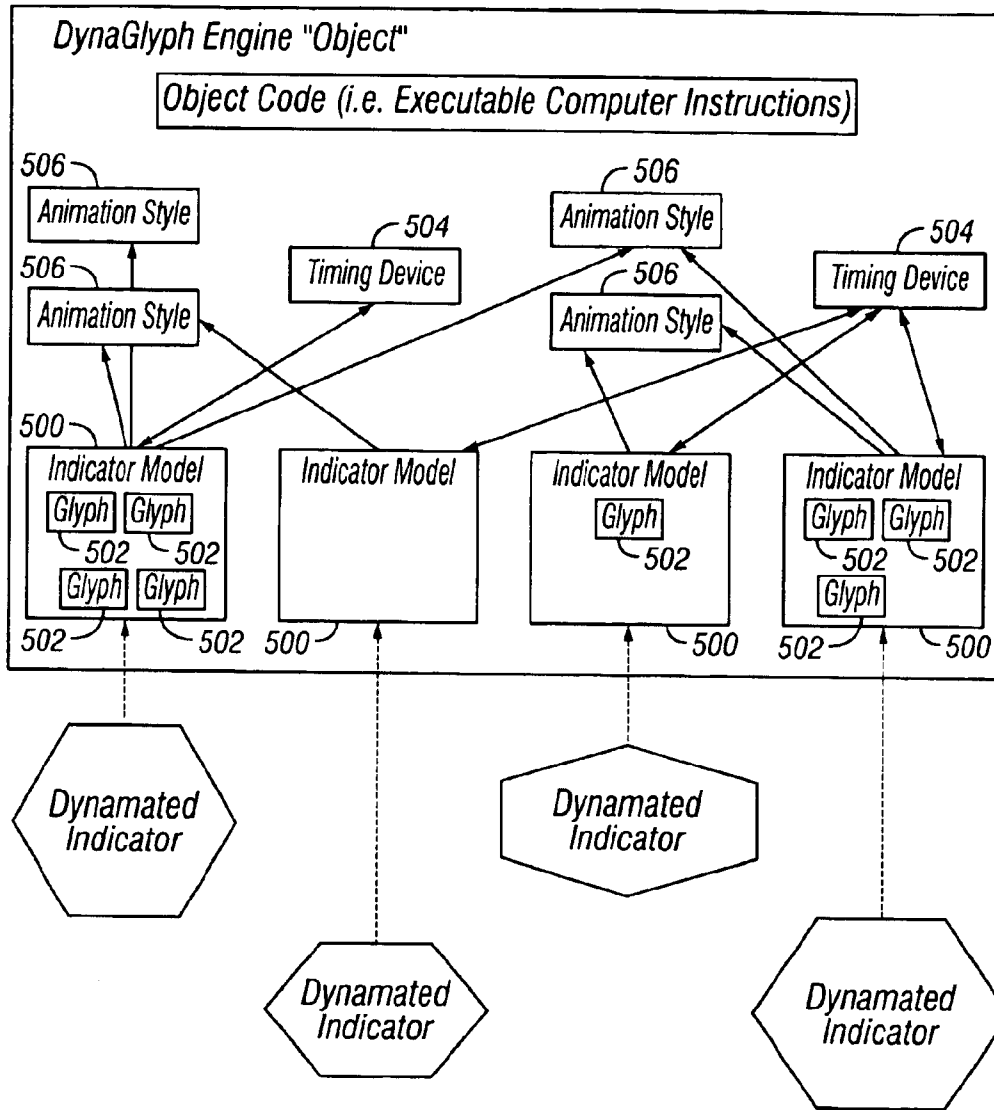 DynaGlyph Engine "Object"
Object Code (i.e. Executable Computer Instructions)
506
Animation Style
506
Animation Style
504
Timing Device
506
Animation Style
506
Animation Style
504
Timing Device
500
Indicator Model
Glyph
Glyph
502
502
Glyph
Glyph
502
502
Indicator Model
500
Indicator Model
Glyph
502
500
Indicator Model
Glyph
Glyph
502
502
Glyph
502
500
Dynamated
Indicator
Dynamated
Indicator
Dynamated
Indicator
Dynamated
Indicator